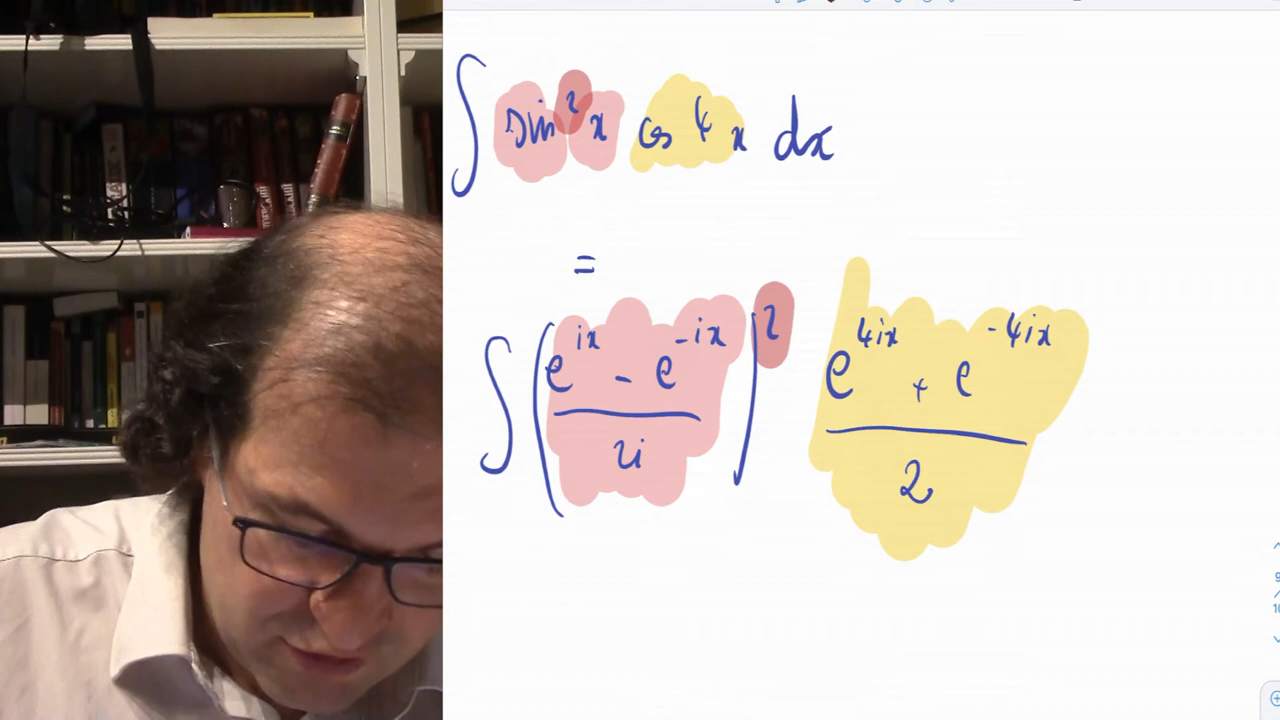 ∫ sin²x cos 4x dx
=
∫ ( (e^{ix} - e^{-ix}) / 2i )² (e^{4ix} + e^{-4ix}) / 2